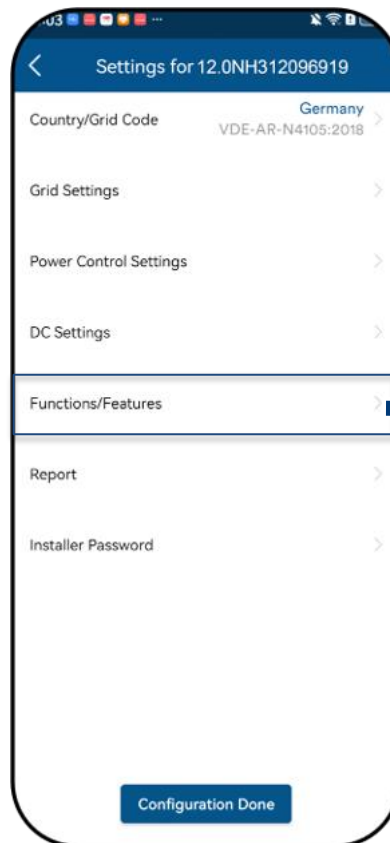 :03
Settings for 12.0NH312096919
Country/Grid Code
Germany
VDE-AR-N4105:2018
Grid Settings
Power Control Settings
DC Settings
Functions/Features
Report
Installer Password
Configuration Done